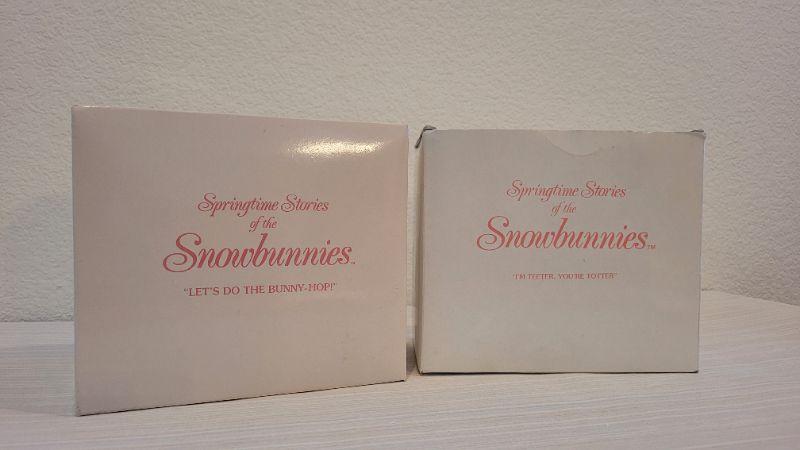 Springtime Stories
of the
Snowbunnies™
"LET'S DO THE BUNNY-HOP!"
Springtime Stories
of the
Snowbunnies™
"I'M TEETER, YOU'RE TOTTER"